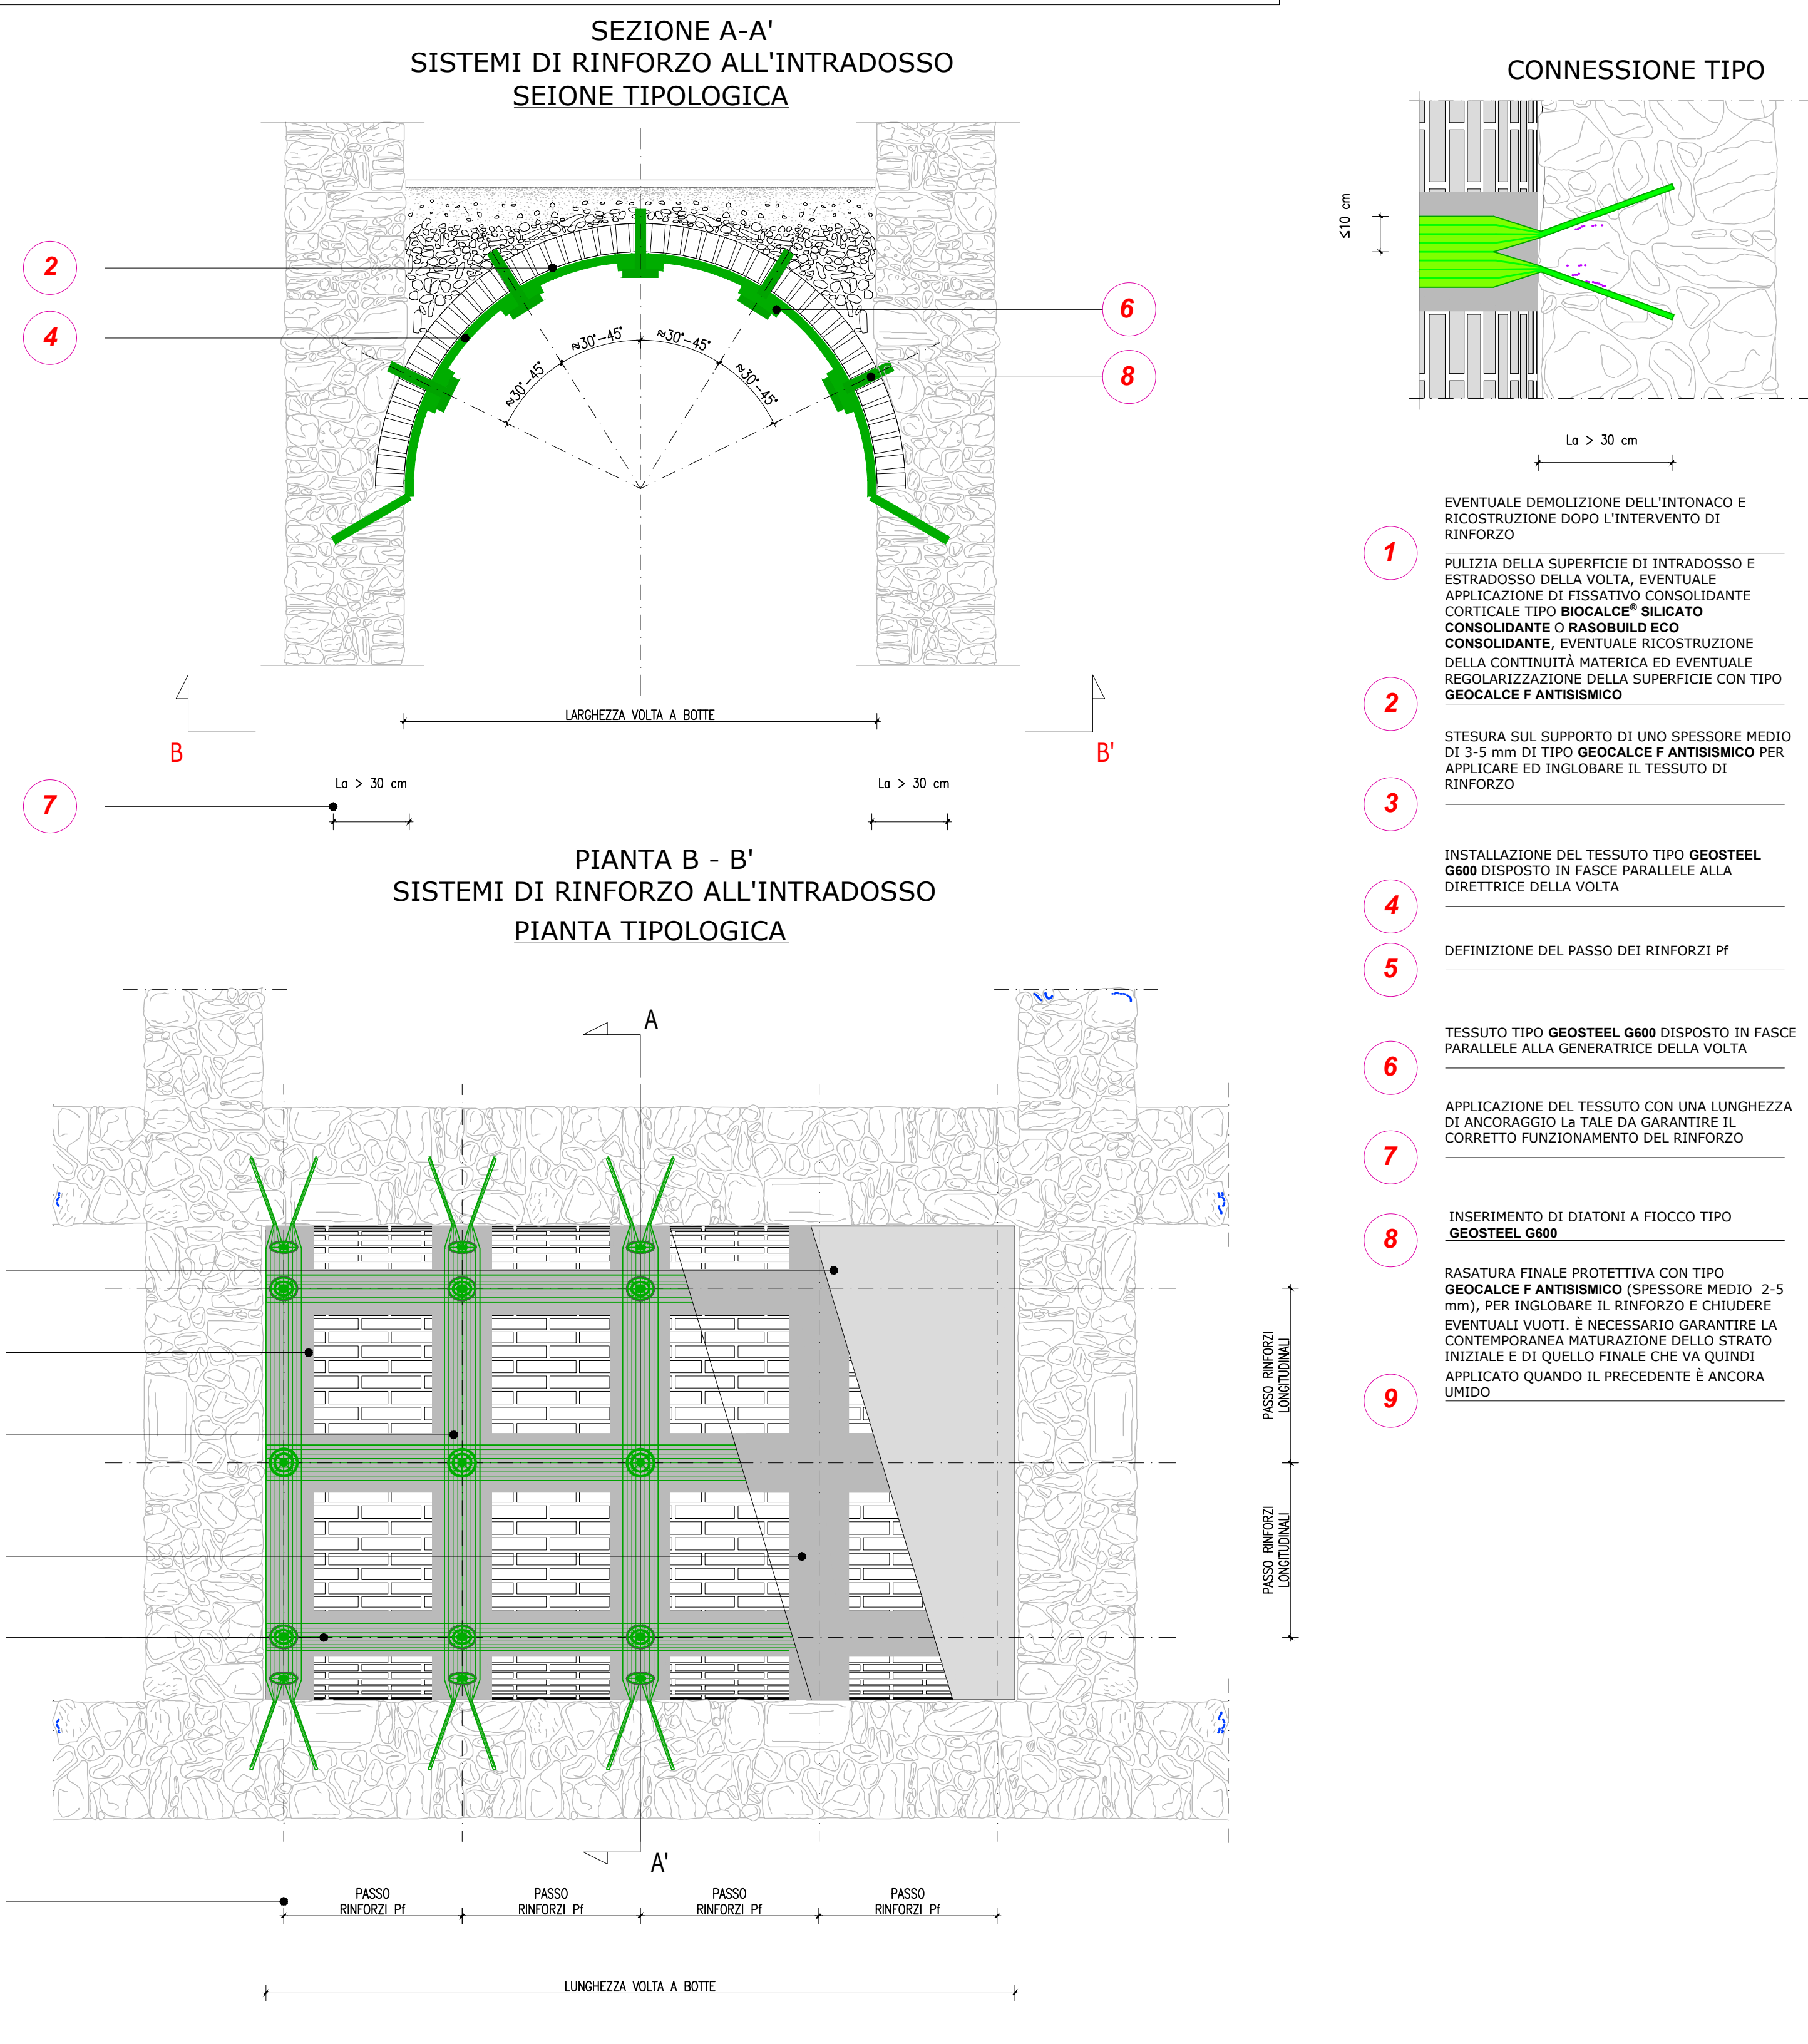 SEZIONE A-A'
SISTEMI DI RINFORZO ALL'INTRADOSSO
SEIONE TIPOLOGICA
2
4
6
8
≈30°-45°
≈30°-45°
≈30°-45°
≈30°-45°
LARGHEZZA VOLTA A BOTTE
B
B'
7
La > 30 cm
La > 30 cm
PIANTA B - B'
SISTEMI DI RINFORZO ALL'INTRADOSSO
PIANTA TIPOLOGICA
A
PASSO RINFORZI
LONGITUDINALI
PASSO RINFORZI
LONGITUDINALI
A'
PASSO
RINFORZI Pf
PASSO
RINFORZI Pf
PASSO
RINFORZI Pf
PASSO
RINFORZI Pf
LUNGHEZZA VOLTA A BOTTE
CONNESSIONE TIPO
≤10 cm
La > 30 cm
EVENTUALE DEMOLIZIONE DELL'INTONACO E
RICOSTRUZIONE DOPO L'INTERVENTO DI
RINFORZO
1
PULIZIA DELLA SUPERFICIE DI INTRADOSSO E
ESTRADOSSO DELLA VOLTA, EVENTUALE
APPLICAZIONE DI FISSATIVO CONSOLIDANTE
CORTICALE TIPO BIOCALCE® SILICATO
CONSOLIDANTE O RASOBUILD ECO
CONSOLIDANTE, EVENTUALE RICOSTRUZIONE
DELLA CONTINUITÀ MATERICA ED EVENTUALE
REGOLARIZZAZIONE DELLA SUPERFICIE CON TIPO
GEOCALCE F ANTISISMICO
2
STESURA SUL SUPPORTO DI UNO SPESSORE MEDIO
DI 3-5 mm DI TIPO GEOCALCE F ANTISISMICO PER
APPLICARE ED INGLOBARE IL TESSUTO DI
RINFORZO
3
INSTALLAZIONE DEL TESSUTO TIPO GEOSTEEL
G600 DISPOSTO IN FASCE PARALLELE ALLA
DIRETTRICE DELLA VOLTA
4
DEFINIZIONE DEL PASSO DEI RINFORZI Pf
5
TESSUTO TIPO GEOSTEEL G600 DISPOSTO IN FASCE
PARALLELE ALLA GENERATRICE DELLA VOLTA
6
APPLICAZIONE DEL TESSUTO CON UNA LUNGHEZZA
DI ANCORAGGIO La TALE DA GARANTIRE IL
CORRETTO FUNZIONAMENTO DEL RINFORZO
7
INSERIMENTO DI DIATONI A FIOCCO TIPO
GEOSTEEL G600
8
RASATURA FINALE PROTETTIVA CON TIPO
GEOCALCE F ANTISISMICO (SPESSORE MEDIO 2-5
mm), PER INGLOBARE IL RINFORZO E CHIUDERE
EVENTUALI VUOTI. È NECESSARIO GARANTIRE LA
CONTEMPORANEA MATURAZIONE DELLO STRATO
INIZIALE E DI QUELLO FINALE CHE VA QUINDI
APPLICATO QUANDO IL PRECEDENTE È ANCORA
UMIDO
9